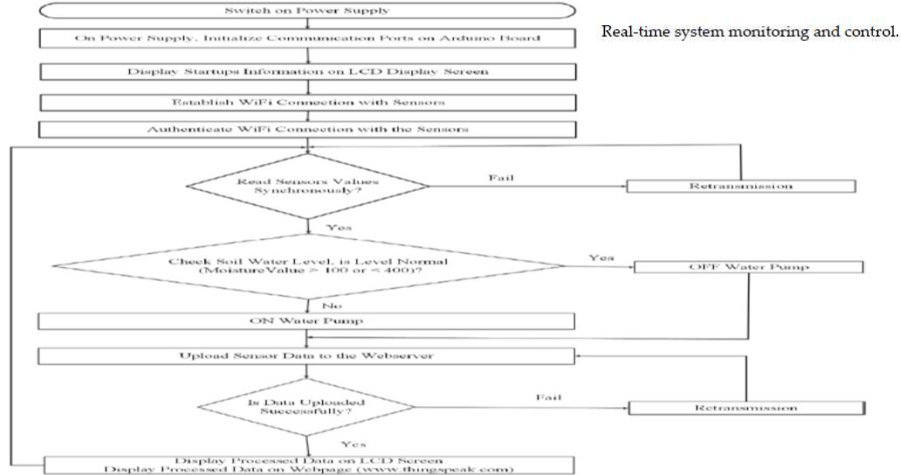 Switch on Power Supply
Real-time system monitoring and control.
On Power Supply, Initialize Communication Ports on Arduino Board
Display Startups Information on LCD Display Screen
Establish WiFi Connection with Sensors
Authenticate WiFi Connection with the Sensors
Read Sensors Values
Synchronously?
Fail
Retransmission
Yes
Check Soil Water Level, is Level Normal
(MoistureValue > 100 or < 400)?
Yes
OFF Water Pump
No
ON Water Pump
Upload Sensor Data to the Webserver
Is Data Uploaded
Successfully?
Fail
Retransmission
Yes
Display Processed Data on LCD Screen
Display Processed Data on Webpage (www.thingspeak.com)